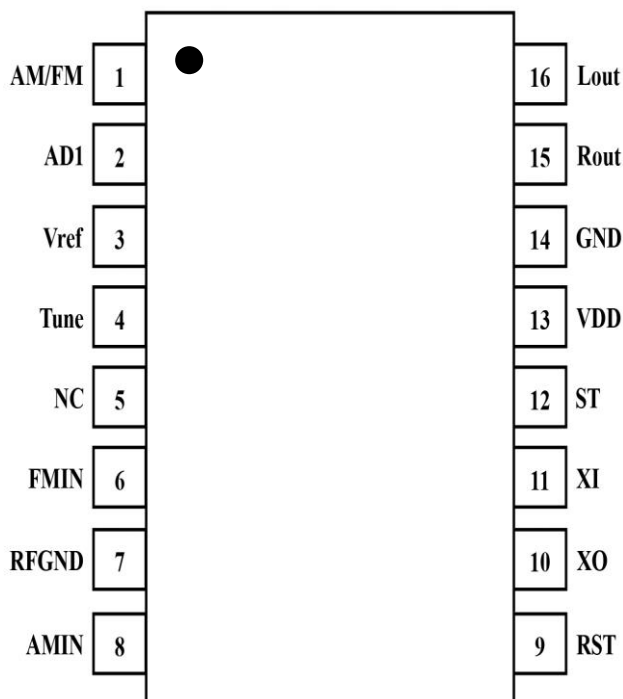 AM/FM 1 16 Lout
AD1 2 15 Rout
Vref 3 14 GND
Tune 4 13 VDD
NC 5 12 ST
FMIN 6 11 XI
RFGND 7 10 XO
AMIN 8 9 RST